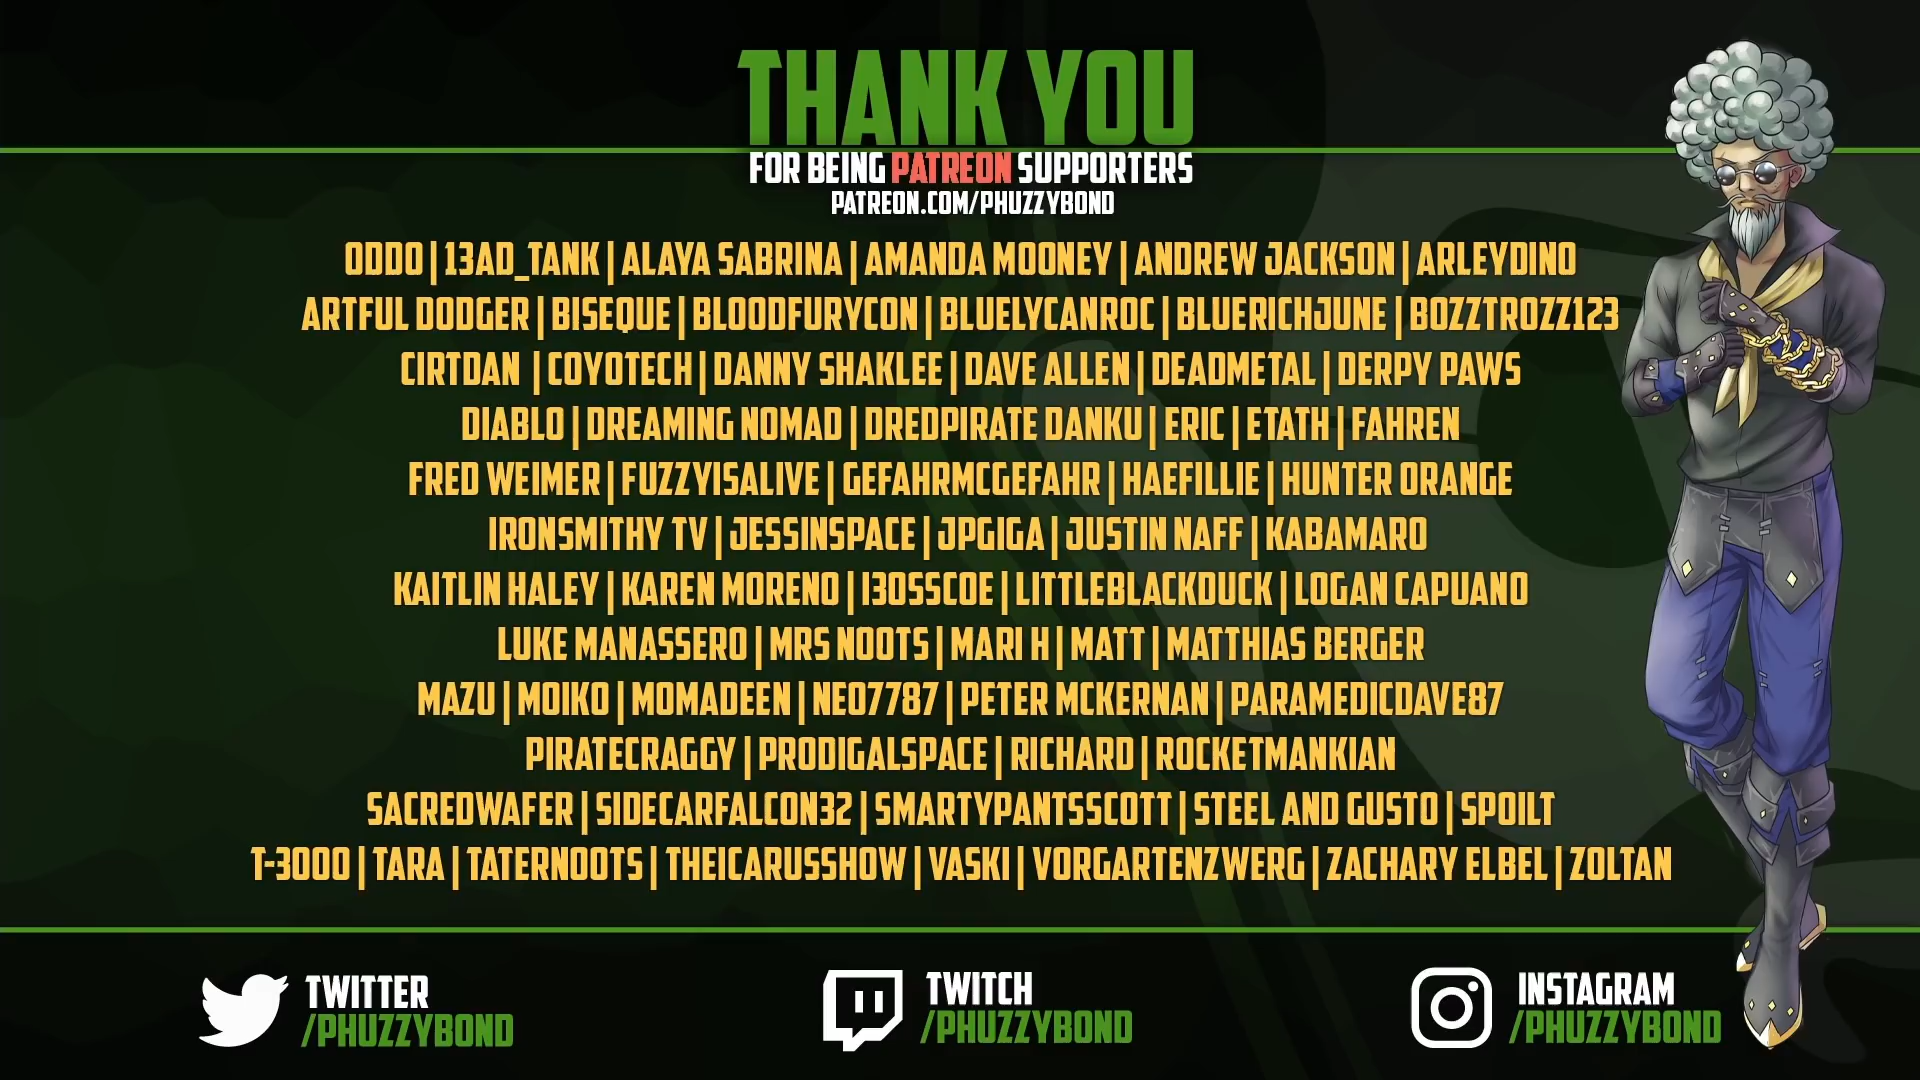 THANK YOU
FOR BEING PATREON SUPPORTERS
PATREON.COM/PHUZZYBOND
ODDO | 13AD_TANK | ALAYA SABRINA | AMANDA MOONEY | ANDREW JACKSON | ARLEYDINO
ARTFUL DODGER | BISEQUE | BLOODFURYCON | BLUELYCANROC | BLUERICHJUNE | BOZZTROZZ123
CIRTDAN | COYOTECH | DANNY SHAKLEE | DAVE ALLEN | DEADMETAL | DERPY PAWS
DIABLO | DREAMING NOMAD | DREDPIRATE DANKU | ERIC | ETATH | FAHREN
FRED WEIMER | FUZZYISALIVE | GEFAHRMCGEFAHR | HAEFILLIE | HUNTER ORANGE
IRONSMITHY TV | JESSINSPACE | JPGIGA | JUSTIN NAFF | KABAMARO
KAITLIN HALEY | KAREN MORENO | l30SSCOE | LITTLEBLACKDUCK | LOGAN CAPUANO
LUKE MANASSERO | MRS NOOTS | MARI H | MATT | MATTHIAS BERGER
MAZU | MOIKO | MOMADEEN | NEO7787 | PETER MCKERNAN | PARAMEDICDAVE87
PIRATECRAGGY | PRODIGALSPACE | RICHARD | ROCKETMANKIAN
SACREDWAFER | SIDECARFALCON32 | SMARTYPANTSSCOTT | STEEL AND GUSTO | SPOILT
T-3000 | TARA | TATERNOOTS | THEICARUSSHOW | VASKI | VORGARTENZWERG | ZACHARY ELBEL | ZOLTAN
TWITTER
/PHUZZYBOND
TWITCH
/PHUZZYBOND
INSTAGRAM
/PHUZZYBOND